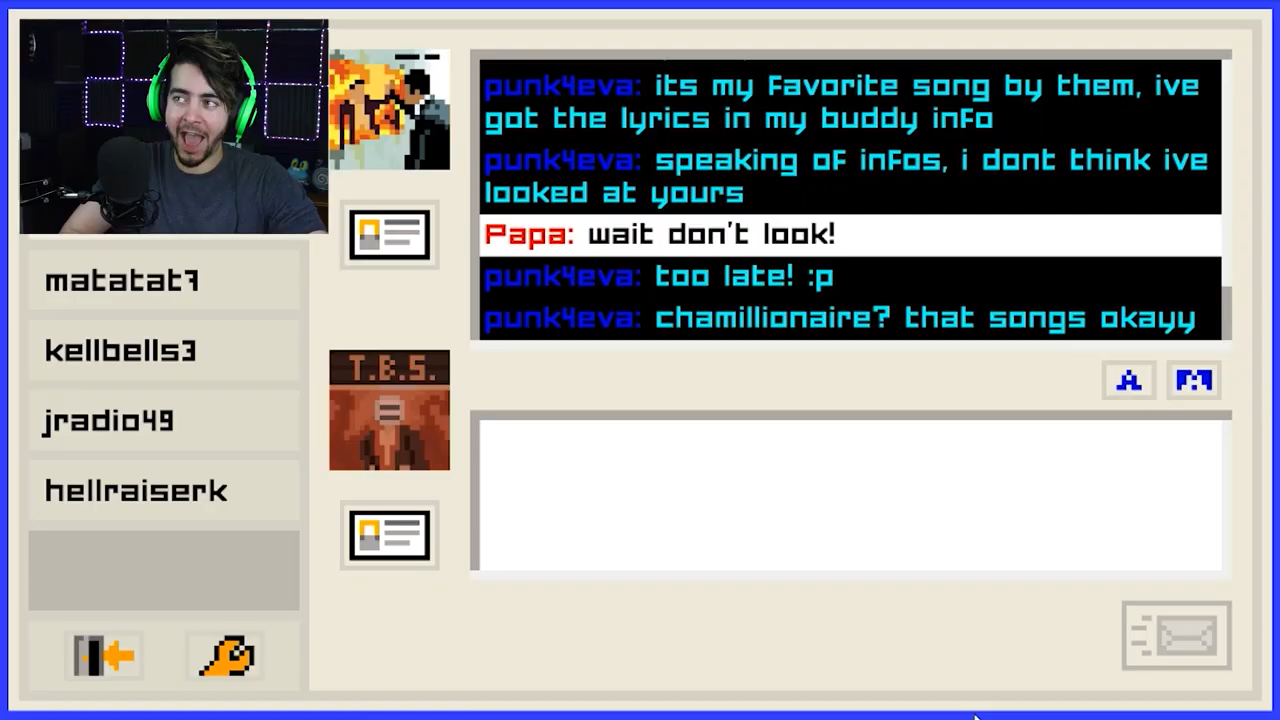 punk4eva: its my favorite song by them, ive
got the lyrics in my buddy info
punk4eva: speaking of infos, i dont think ive
looked at yours
Papa: wait don't look!
punk4eva: too late! :p
punk4eva: chamillionaire? that songs okayy
matatat7
kellbells3
jradio49
hellraiserk
T.B.S.
A